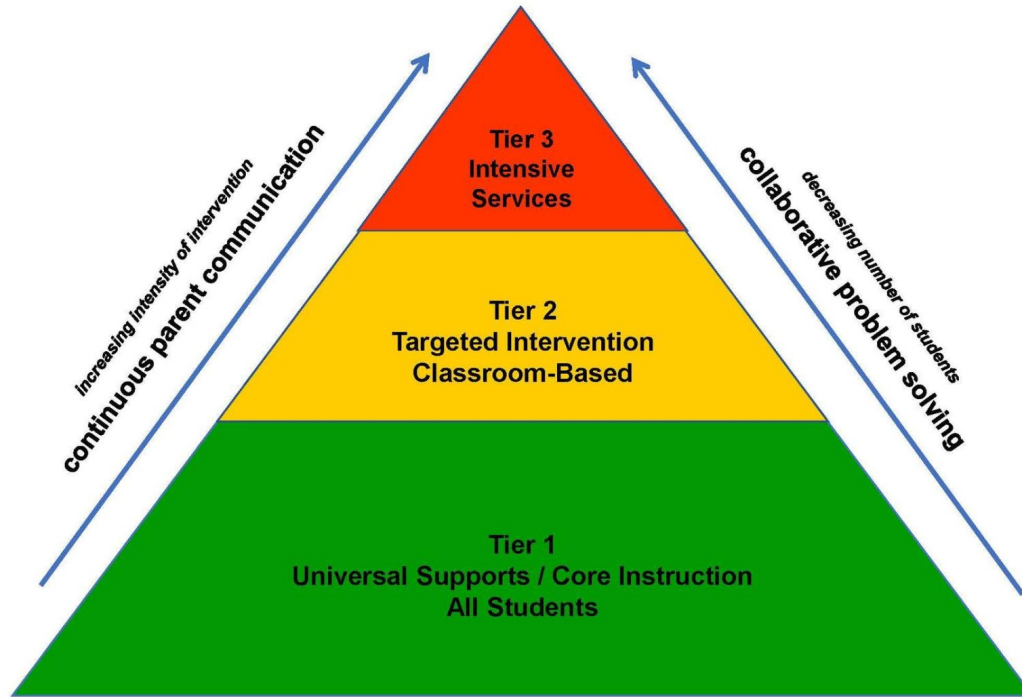 Tier 3
Intensive
Services
increasing intensity of intervention
continuous parent communication
decreasing number of students
collaborative problem solving
Tier 2
Targeted Intervention
Classroom-Based
Tier 1
Universal Supports / Core Instruction
All Students